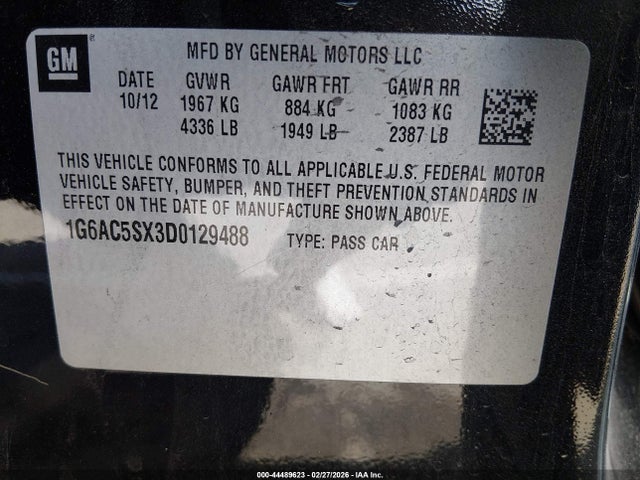 GM
MFD BY GENERAL MOTORS LLC
DATE GVWR GAWR FRT GAWR RR
10/12 1967 KG 884 KG 1083 KG
4336 LB 1949 LB 2387 LB
THIS VEHICLE CONFORMS TO ALL APPLICABLE U.S. FEDERAL MOTOR
VEHICLE SAFETY, BUMPER, AND THEFT PREVENTION STANDARDS IN
EFFECT ON THE DATE OF MANUFACTURE SHOWN ABOVE.
1G6AC5SX3D0129488 TYPE: PASS CAR
000-44489623 - 02/27/2026 - IAA Inc.